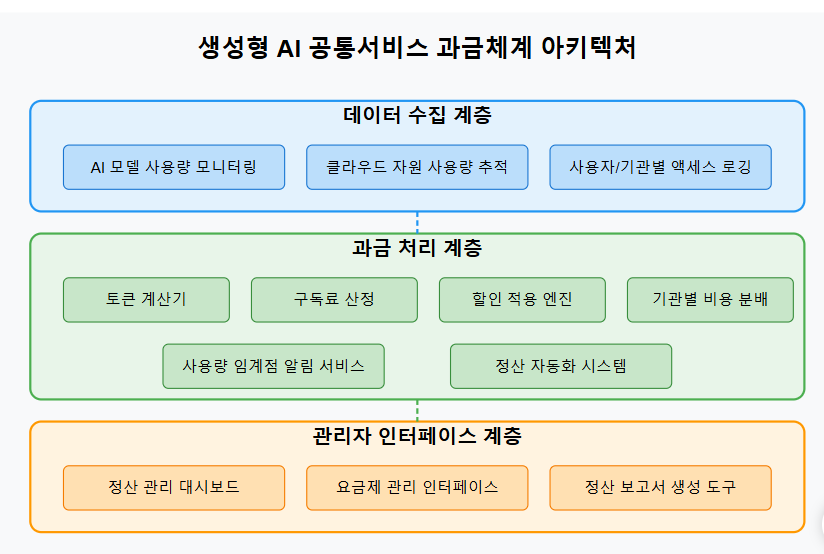 생성형 AI 공통서비스 과금체계 아키텍처
데이터 수집 계층
AI 모델 사용량 모니터링
클라우드 자원 사용량 추적
사용자/기관별 액세스 로깅
과금 처리 계층
토큰 계산기
구독료 산정
할인 적용 엔진
기관별 비용 분배
사용량 임계점 알림 서비스
정산 자동화 시스템
관리자 인터페이스 계층
정산 관리 대시보드
요금제 관리 인터페이스
정산 보고서 생성 도구